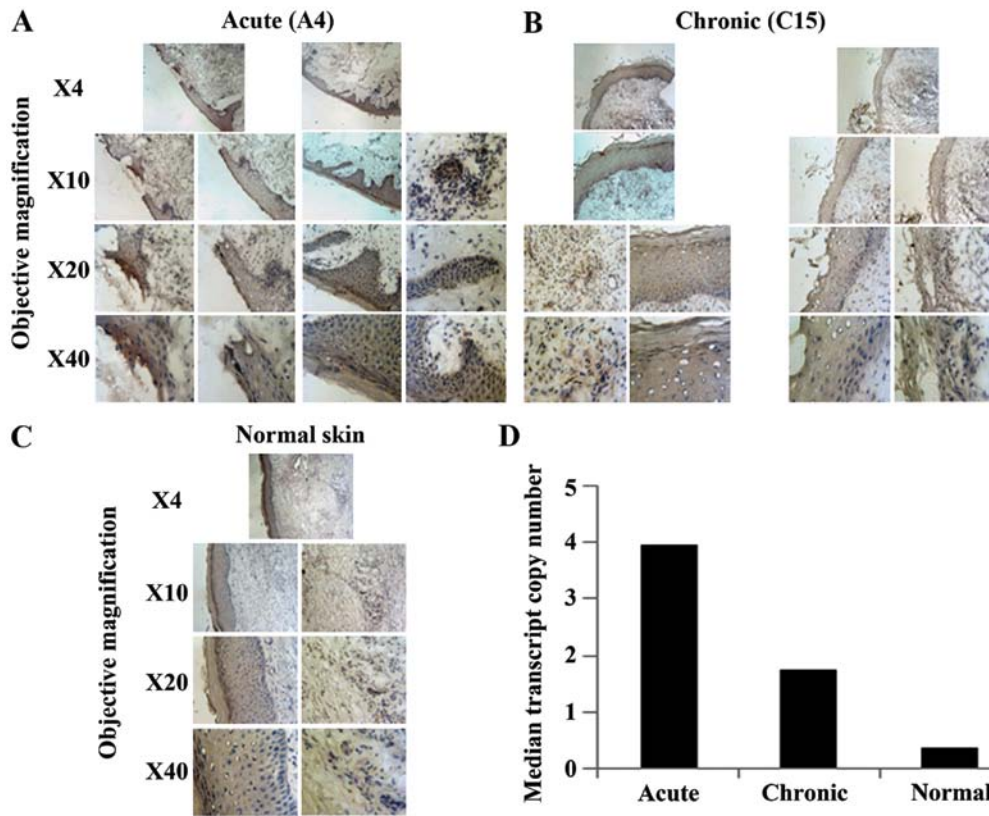 A
Acute (A4)
B
Chronic (C15)
Objective magnification
X4
X10
X20
X40
C
Normal skin
Objective magnification
X4
X10
X20
X40
D
Median transcript copy number
5
4
3
2
1
0
Acute
Chronic
Normal